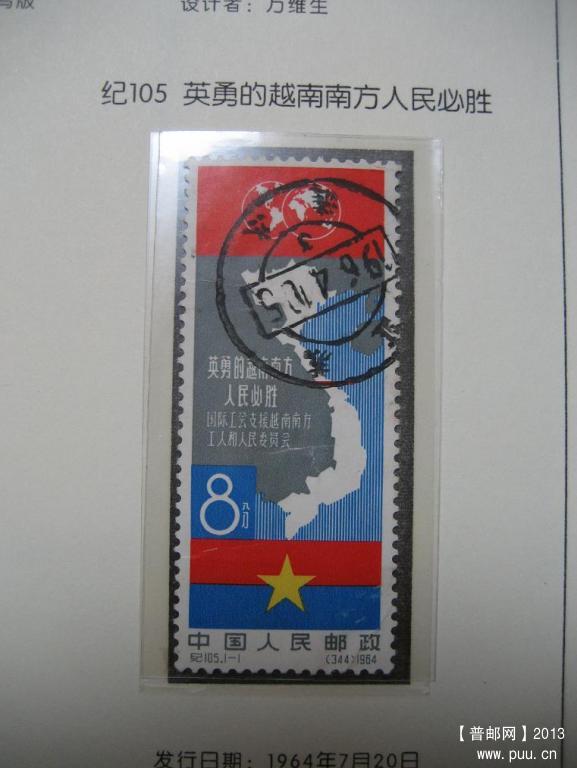 设计者：万维生
纪105 英勇的越南南方人民必胜
英勇的越南南方
人民必胜
国际工会支援越南南方
工人和人民委员会
8分
中国人民邮政
纪105.1-1 (344)1964
发行日期：1964年7月20日
【普邮网】2013
www.puu.cn